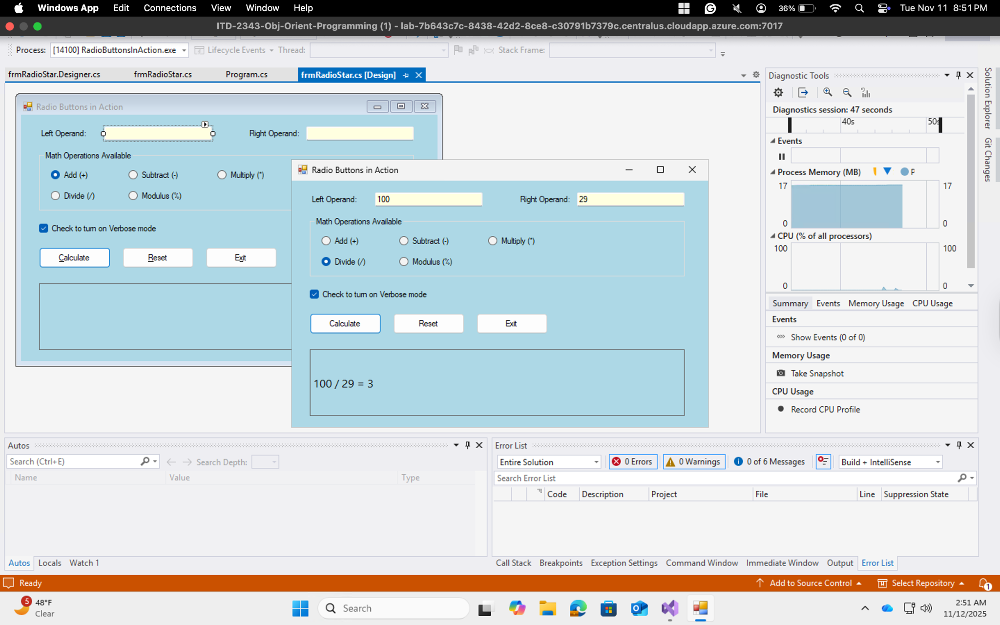 Windows App Edit Connections View Window Help 36% Tue Nov 11 8:51 PM
ITD-2343-Obj-Orient-Programming (1) - lab-7b643c7c-8438-42d2-8ce8-c30791b7379c.centralus.cloudapp.azure.com:7017
Process: [14100] RadioButtonsInAction.exe Lifecycle Events Thread: Stack Frame:
frmRadioStar.Designer.cs frmRadioStar.cs Program.cs frmRadioStar.cs [Design]
Radio Buttons in Action
Left Operand: Right Operand:
Math Operations Available
Add (+) Subtract (-) Multiply (*)
Divide (/) Modulus (%)
Check to turn on Verbose mode
Calculate Reset Exit
Radio Buttons in Action
Left Operand: 100 Right Operand: 29
Math Operations Available
Add (+) Subtract (-) Multiply (*)
Divide (/) Modulus (%)
Check to turn on Verbose mode
Calculate Reset Exit
100 / 29 = 3
Diagnostic Tools
Diagnostics session: 47 seconds
40s 50s
Events
Process Memory (MB) P
17 17
0 0
CPU (% of all processors)
100 100
0 0
Summary Events Memory Usage CPU Usage
Events
Show Events (0 of 0)
Memory Usage
Take Snapshot
CPU Usage
Record CPU Profile
Solution Explorer
Git Changes
Autos
Search (Ctrl+E) Search Depth:
Name Value Type
Autos Locals Watch 1
Error List
Entire Solution 0 Errors 0 Warnings 0 of 6 Messages Build + IntelliSense
Search Error List
Code Description Project File Line Suppression State
Call Stack Breakpoints Exception Settings Command Window Immediate Window Output Error List
Ready Add to Source Control Select Repository 1
5 48°F
Clear
Search
2:51 AM
11/12/2025